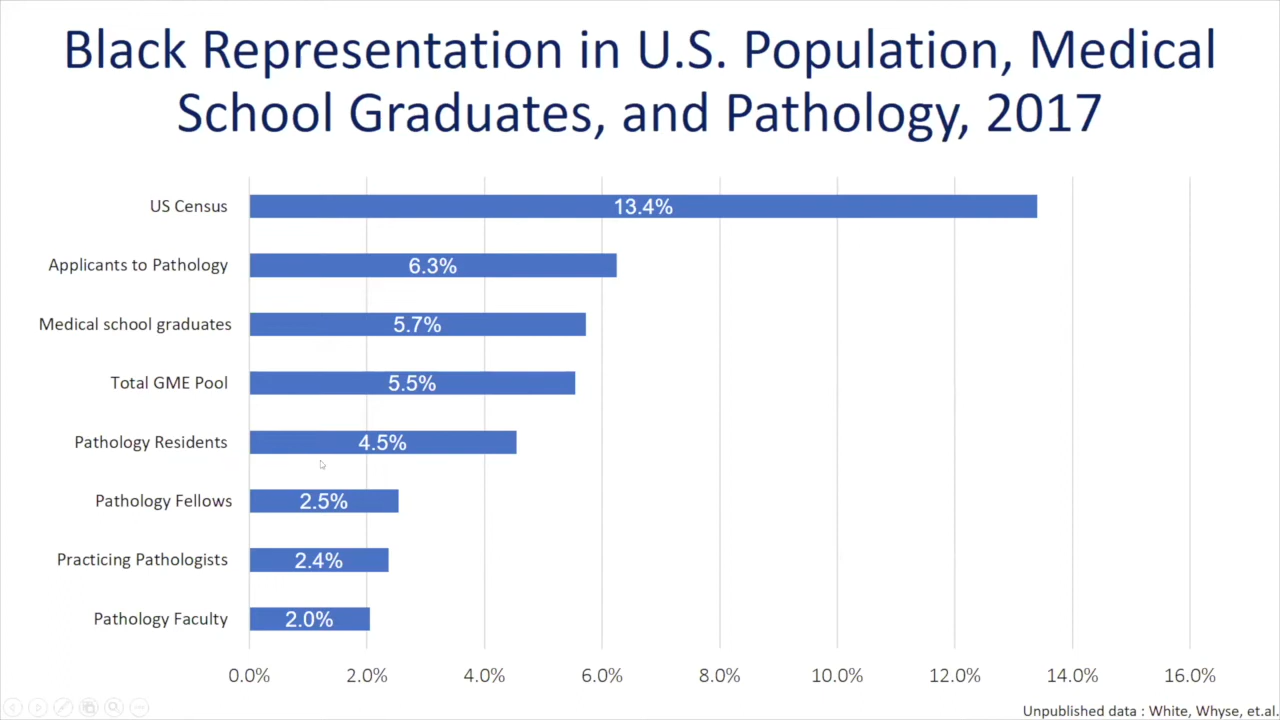 Black Representation in U.S. Population, Medical
School Graduates, and Pathology, 2017
US Census 13.4%
Applicants to Pathology 6.3%
Medical school graduates 5.7%
Total GME Pool 5.5%
Pathology Residents 4.5%
Pathology Fellows 2.5%
Practicing Pathologists 2.4%
Pathology Faculty 2.0%
0.0% 2.0% 4.0% 6.0% 8.0% 10.0% 12.0% 14.0% 16.0%
Unpublished data : White, Whyse, et.al.